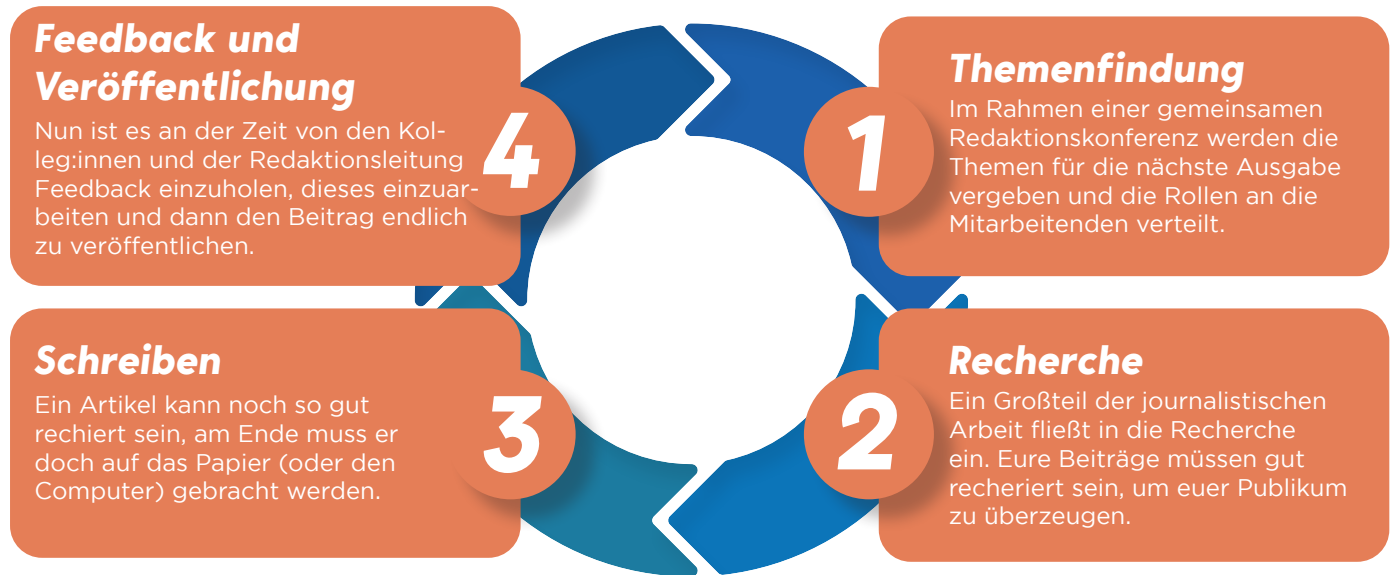 1
Themenfindung
Im Rahmen einer gemeinsamen
Redaktionskonferenz werden die
Themen für die nächste Ausgabe
vergeben und die Rollen an die
Mitarbeitenden verteilt.
2
Recherche
Ein Großteil der journalistischen
Arbeit fließt in die Recherche
ein. Eure Beiträge müssen gut
recheriert sein, um euer Publikum
zu überzeugen.
3
Schreiben
Ein Artikel kann noch so gut
rechiert sein, am Ende muss er
doch auf das Papier (oder den
Computer) gebracht werden.
4
Feedback und
Veröffentlichung
Nun ist es an der Zeit von den Kol-
leg:innen und der Redaktionsleitung
Feedback einzuholen, dieses einzuar-
beiten und dann den Beitrag endlich
zu veröffentlichen.